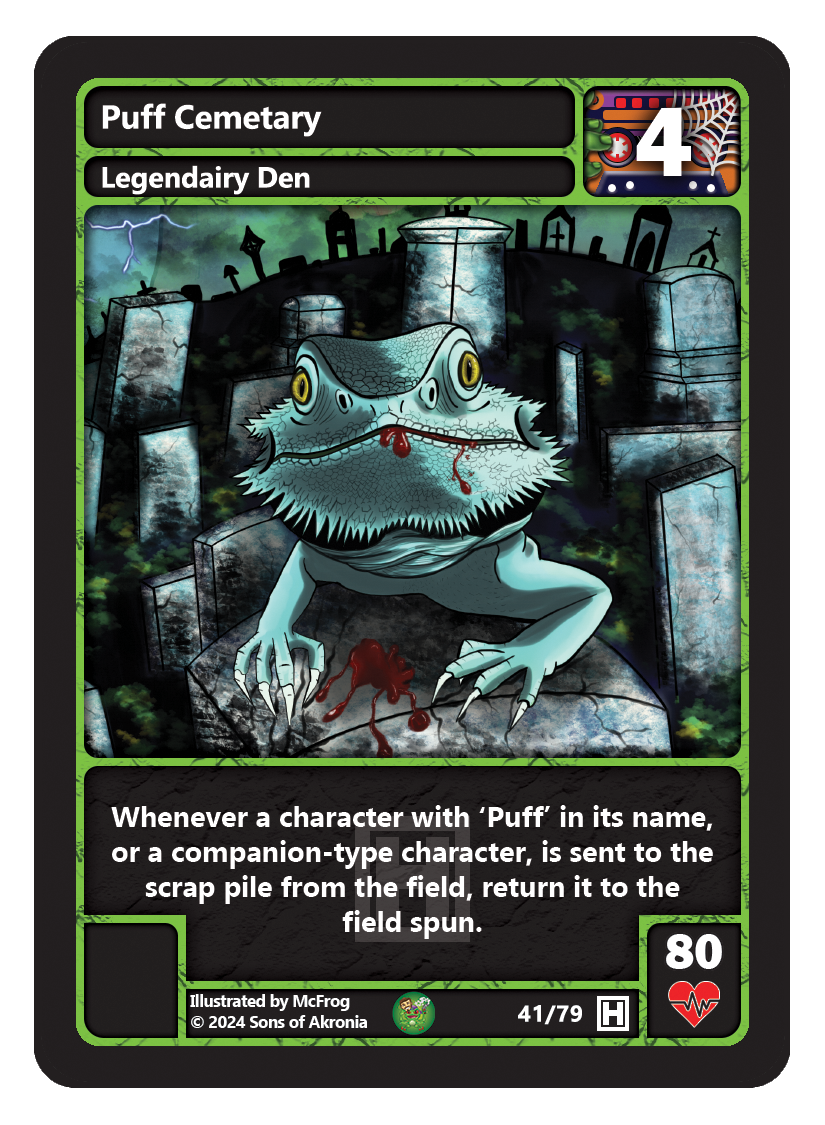 Puff Cemetary
4
Legendairy Den
Whenever a character with ‘Puff’ in its name,
or a companion-type character, is sent to the
scrap pile from the field, return it to the
field spun.
80
Illustrated by McFrog
© 2024 Sons of Akronia
41/79
H